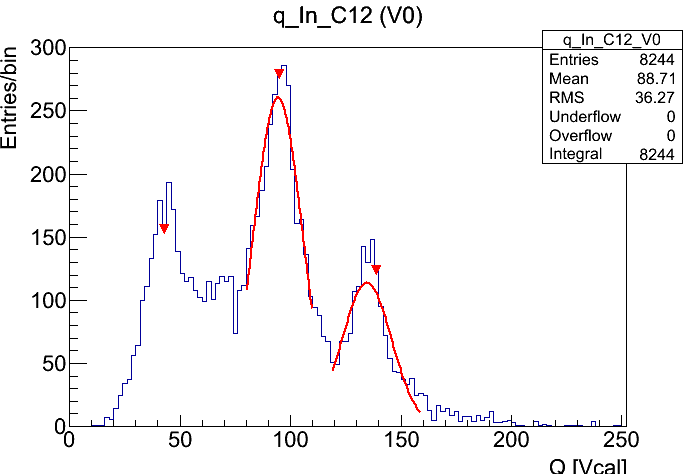 q_In_C12 (V0)
q_In_C12_V0
Entries 8244
Mean 88.71
RMS 36.27
Underflow 0
Overflow 0
Integral 8244
Entries/bin
300
250
200
150
100
50
0
0 50 100 150 200 250
Q [Vcal]